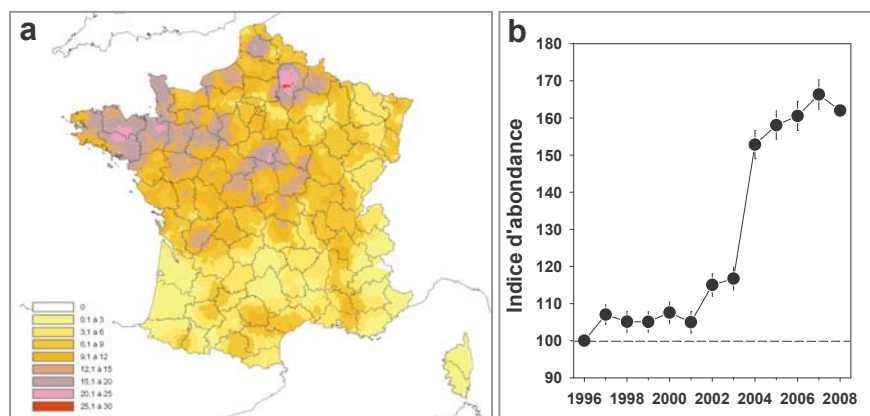 a
0
0,1 à 3
3,1 à 6
6,1 à 9
9,1 à 12
12,1 à 15
15,1 à 20
20,1 à 25
25,1 à 30
b
Indice d'abondance
180
170
160
150
140
130
120
110
100
90
1996 1998 2000 2002 2004 2006 2008